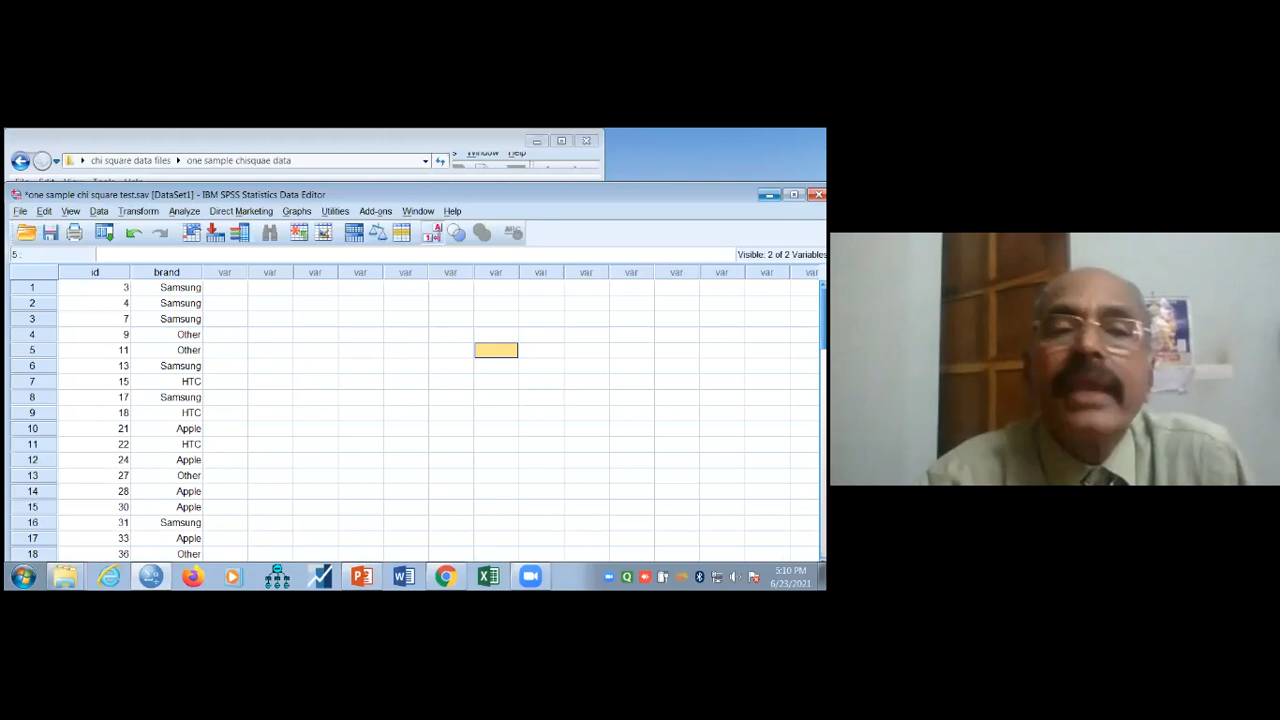 chi square data files ▸ one sample chisquae data
Window Help
*one sample chi square test.sav [DataSet1] - IBM SPSS Statistics Data Editor
File Edit View Data Transform Analyze Direct Marketing Graphs Utilities Add-ons Window Help
5 :
Visible: 2 of 2 Variables
id brand var var var var var var var var var var var var var var
1 3 Samsung
2 4 Samsung
3 7 Samsung
4 9 Other
5 11 Other
6 13 Samsung
7 15 HTC
8 17 Samsung
9 18 HTC
10 21 Apple
11 22 HTC
12 24 Apple
13 27 Other
14 28 Apple
15 30 Apple
16 31 Samsung
17 33 Apple
18 36 Other
5:10 PM
6/23/2021